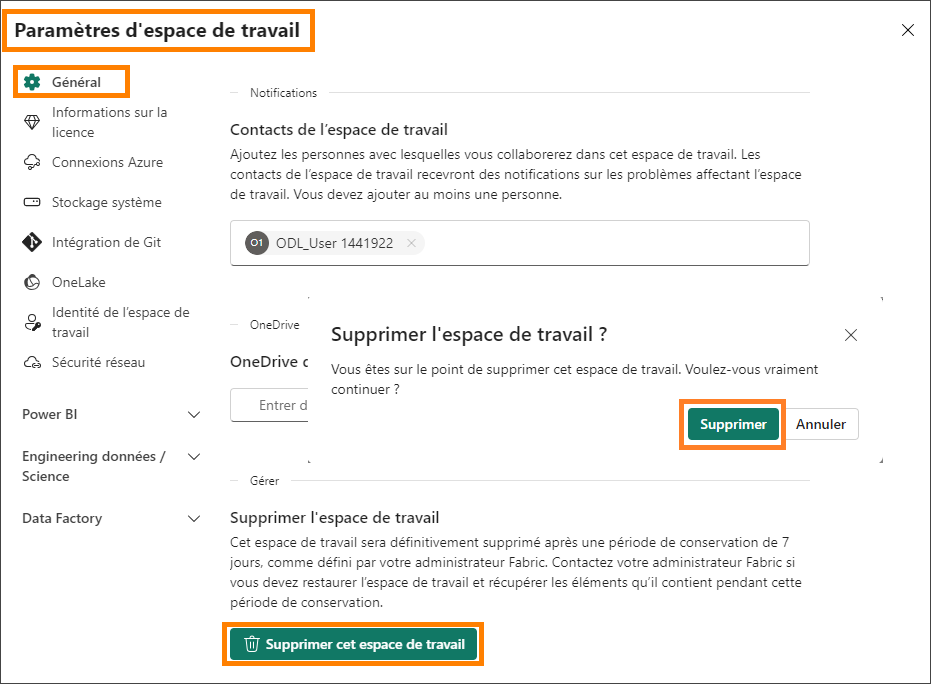 Paramètres d'espace de travail
Général
Informations sur la
licence
Connexions Azure
Stockage système
Intégration de Git
OneLake
Identité de l’espace de
travail
Sécurité réseau
Power BI
Engineering données /
Science
Data Factory
Notifications
Contacts de l’espace de travail
Ajoutez les personnes avec lesquelles vous collaborerez dans cet espace de travail. Les
contacts de l’espace de travail recevront des notifications sur les problèmes affectant l’espace
de travail. Vous devez ajouter au moins une personne.
O1 ODL_User 1441922
OneDrive
OneDrive d
Entrer d
Supprimer l'espace de travail ?
Vous êtes sur le point de supprimer cet espace de travail. Voulez-vous vraiment
continuer ?
Supprimer Annuler
Gérer
Supprimer l'espace de travail
Cet espace de travail sera définitivement supprimé après une période de conservation de 7
jours, comme défini par votre administrateur Fabric. Contactez votre administrateur Fabric si
vous devez restaurer l’espace de travail et récupérer les éléments qu’il contient pendant cette
période de conservation.
Supprimer cet espace de travail